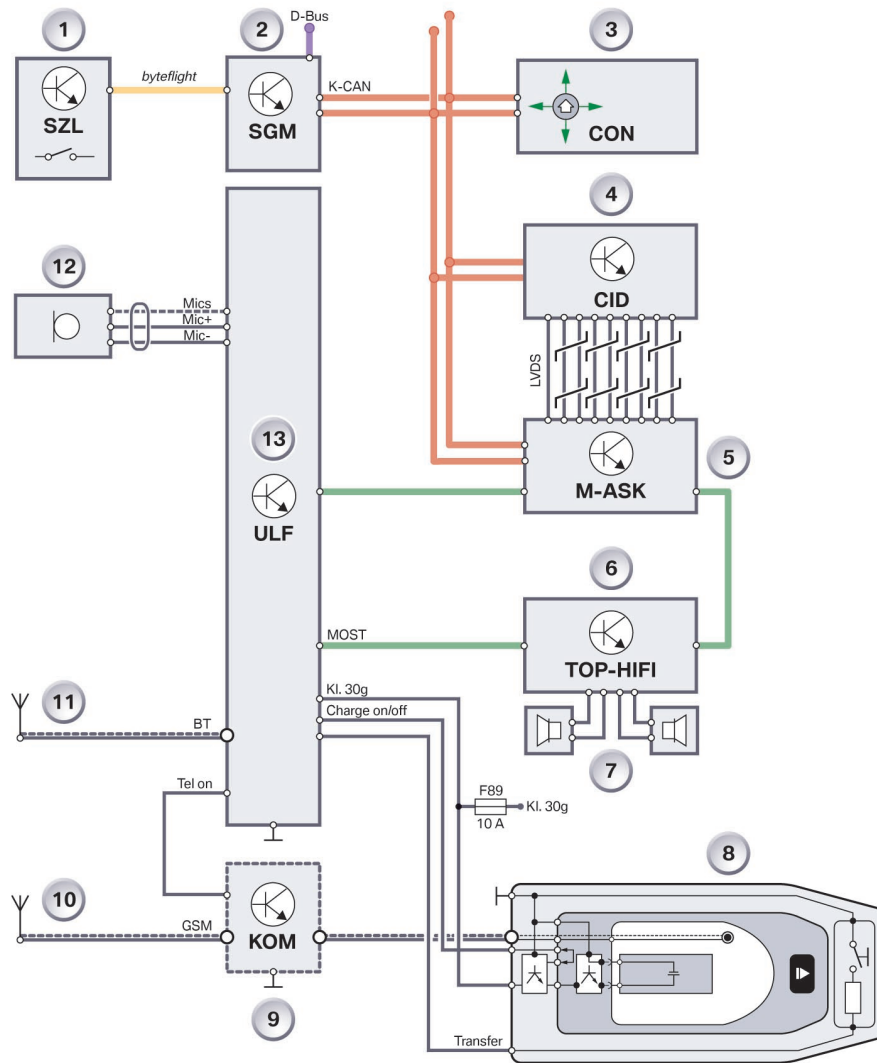 D-Bus
1
2
3
byteflight
K-CAN
SZL
SGM
CON
4
12
CID
Mics
Mic+
Mic-
LVDS
13
5
M-ASK
ULF
6
MOST
TOP-HIFI
11
Kl. 30g
Charge on/off
BT
7
Tel on
F89
Kl. 30g
10 A
8
10
GSM
KOM
9
Transfer